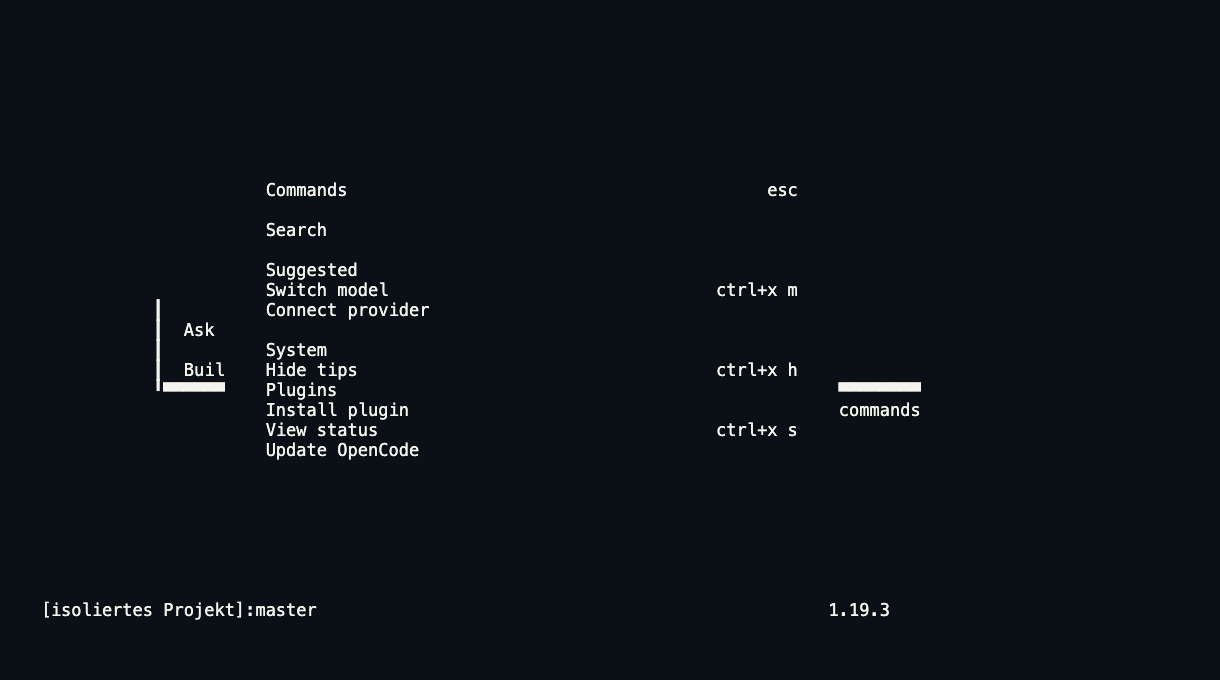 Commands esc
Search
Suggested
Switch model ctrl+x m
Connect provider
Ask
System
Buil Hide tips ctrl+x h
Plugins
Install plugin commands
View status ctrl+x s
Update OpenCode
[isoliertes Projekt]:master 1.19.3